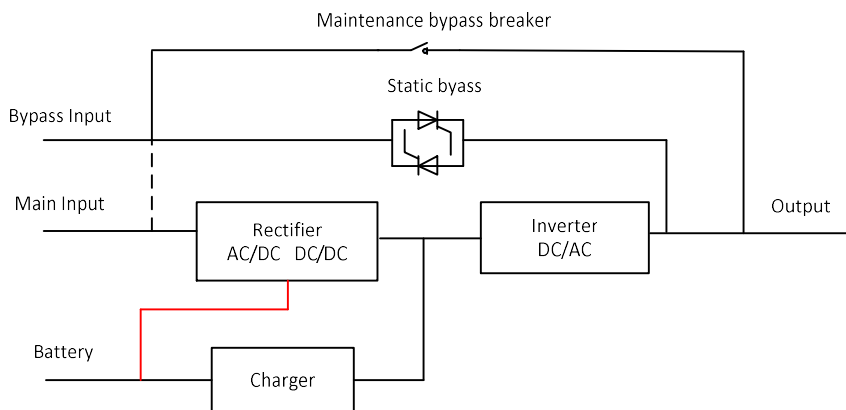 Maintenance bypass breaker
Static byass
Bypass Input
Main Input
Rectifier
AC/DC DC/DC
Inverter
DC/AC
Output
Battery
Charger